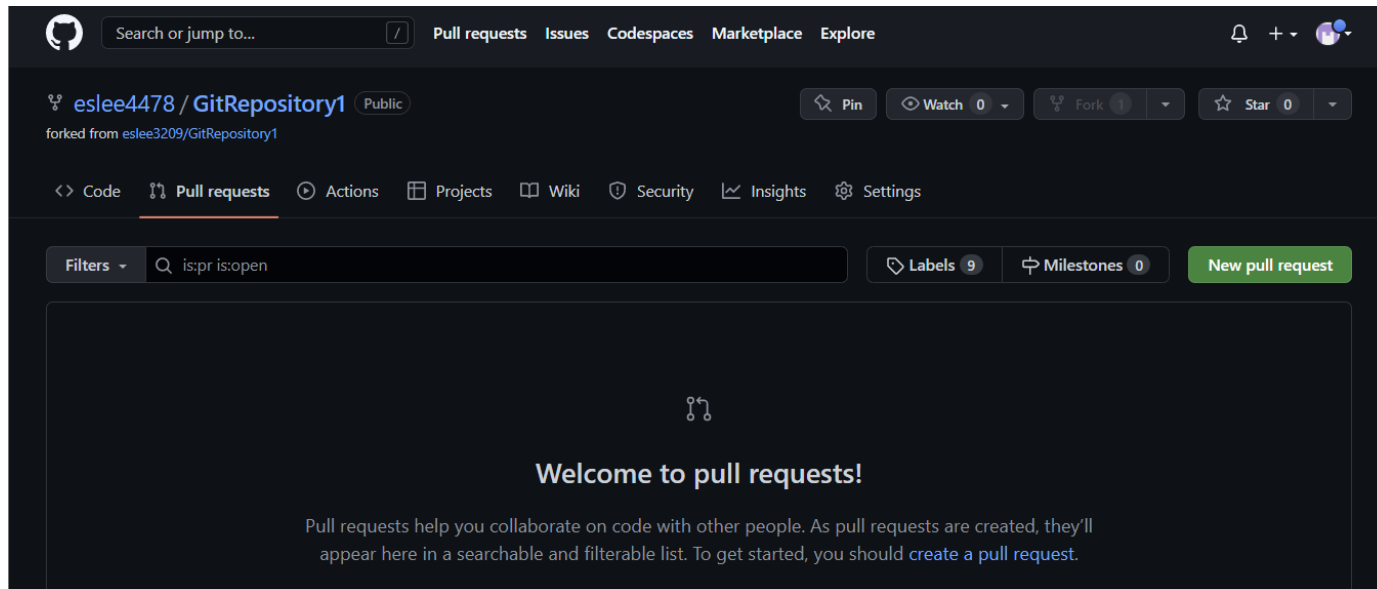 Search or jump to... / Pull requests Issues Codespaces Marketplace Explore
eslee4478 / GitRepository1 Public Pin Watch 0 Fork 1 Star 0
forked from eslee3209/GitRepository1
Code Pull requests Actions Projects Wiki Security Insights Settings
Filters is:pr is:open Labels 9 Milestones 0 New pull request
Welcome to pull requests!
Pull requests help you collaborate on code with other people. As pull requests are created, they’ll
appear here in a searchable and filterable list. To get started, you should create a pull request.